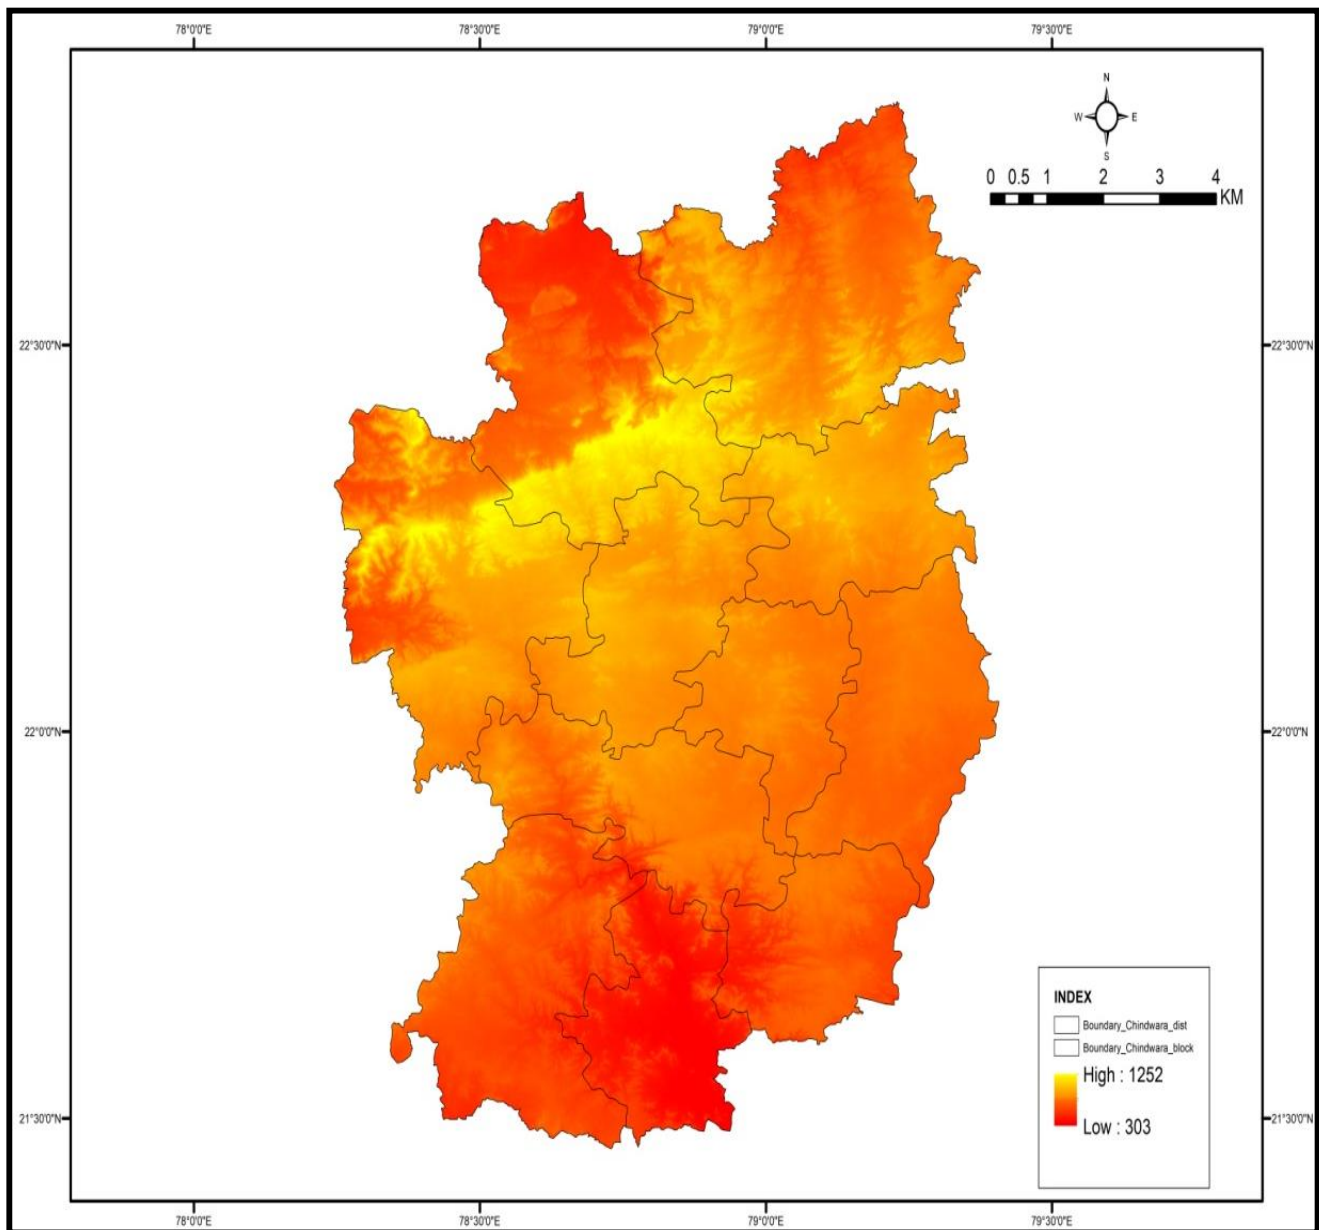 78°0'0"E 78°30'0"E 79°0'0"E 79°30'0"E
N
W E
S
0 0.5 1 2 3 4
KM
22°30'0"N 22°30'0"N
22°0'0"N 22°0'0"N
INDEX
Boundary_Chindwara_dist
Boundary_Chindwara_block
High : 1252
Low : 303
21°30'0"N 21°30'0"N
78°0'0"E 78°30'0"E 79°0'0"E 79°30'0"E